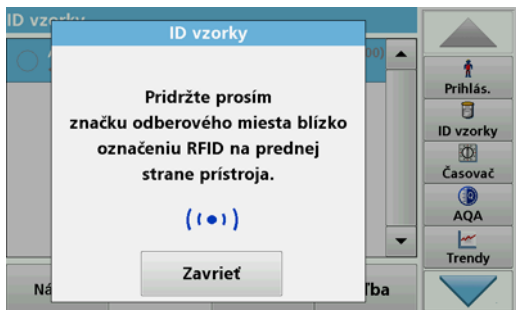 ID vzorky
Pridržte prosím
značku odberového miesta blízko
označeniu RFID na prednej
strane prístroja.
Zavrieť
Prihlás.
ID vzorky
Časovač
AQA
Trendy